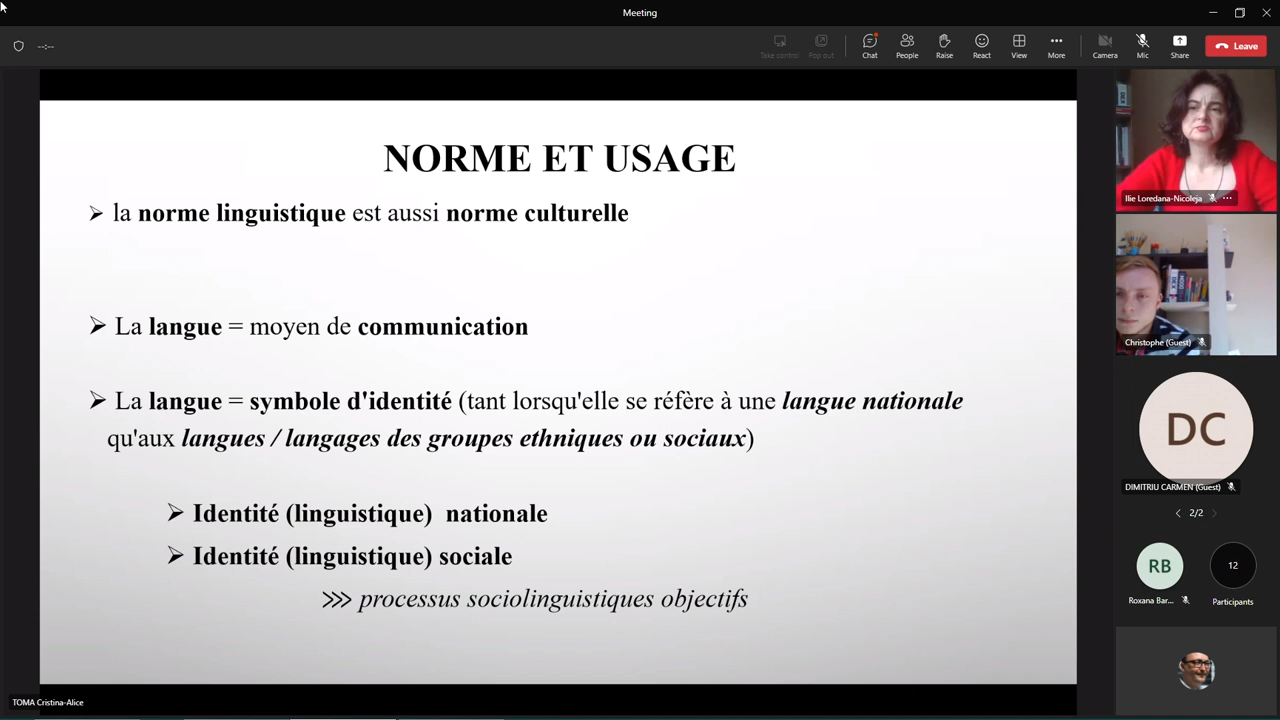 Meeting
--:--
Take control
Pop out
Chat
People
Raise
React
View
More
Camera
Mic
Share
Leave
NORME ET USAGE
➢ la norme linguistique est aussi norme culturelle
➢ La langue = moyen de communication
➢ La langue = symbole d'identité (tant lorsqu'elle se réfère à une langue nationale
qu'aux langues / langages des groupes ethniques ou sociaux)
➢ Identité (linguistique) nationale
➢ Identité (linguistique) sociale
⋙ processus sociolinguistiques objectifs
TOMA Cristina-Alice
Ilie Loredana-Nicoleja
Christophe (Guest)
DC
DIMITRIU CARMEN (Guest)
2/2
RB
12
Roxana Bar...
Participants